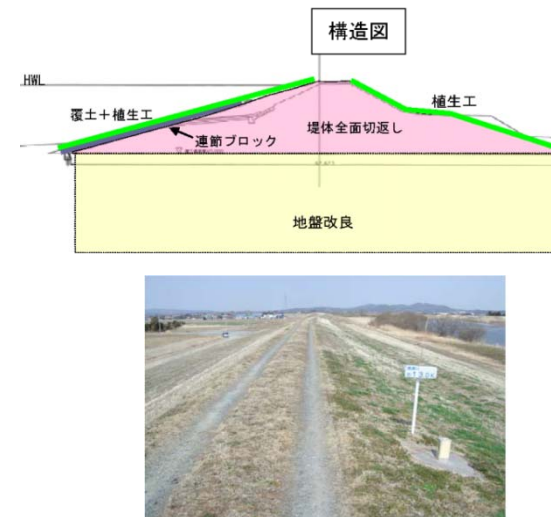 構造図
HWL
覆土＋植生工
植生工
連節ブロック
堤体全面切返し
地盤改良